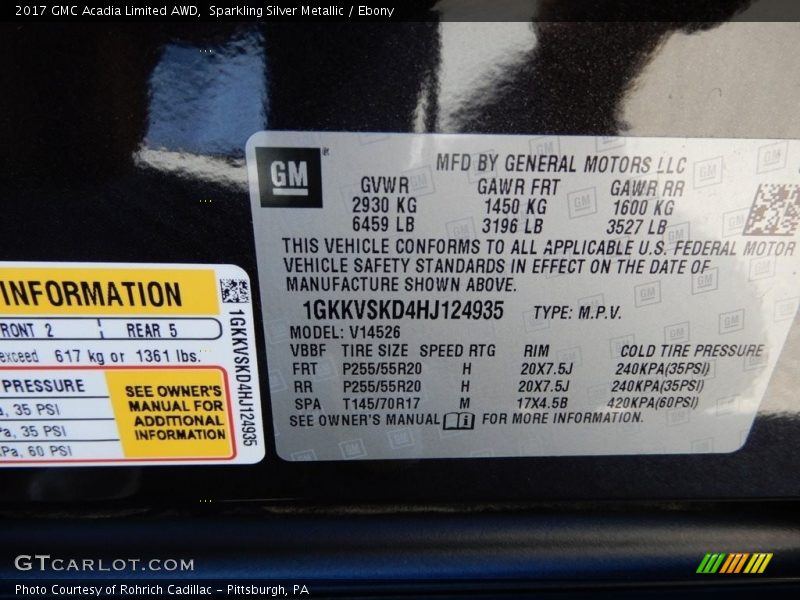 2017 GMC Acadia Limited AWD, Sparkling Silver Metallic / Ebony
GM
MFD BY GENERAL MOTORS LLC
GVWR GAWR FRT GAWR RR
2930 KG 1450 KG 1600 KG
6459 LB 3196 LB 3527 LB
THIS VEHICLE CONFORMS TO ALL APPLICABLE U.S. FEDERAL MOTOR
VEHICLE SAFETY STANDARDS IN EFFECT ON THE DATE OF
MANUFACTURE SHOWN ABOVE.
1GKKVSKD4HJ124935 TYPE: M.P.V.
MODEL: V14526
VBBF TIRE SIZE SPEED RTG RIM COLD TIRE PRESSURE
FRT P255/55R20 H 20X7.5J 240KPA(35PSI)
RR P255/55R20 H 20X7.5J 240KPA(35PSI)
SPA T145/70R17 M 17X4.5B 420KPA(60PSI)
SEE OWNER'S MANUAL FOR MORE INFORMATION.
INFORMATION
RONT 2 REAR 5
exceed 617 kg or 1361 lbs.
PRESSURE
a, 35 PSI
Pa, 35 PSI
kPa, 60 PSI
SEE OWNER'S
MANUAL FOR
ADDITIONAL
INFORMATION
1GKKVSKD4HJ124935
GTCARLOT.COM
Photo Courtesy of Rohrich Cadillac - Pittsburgh, PA